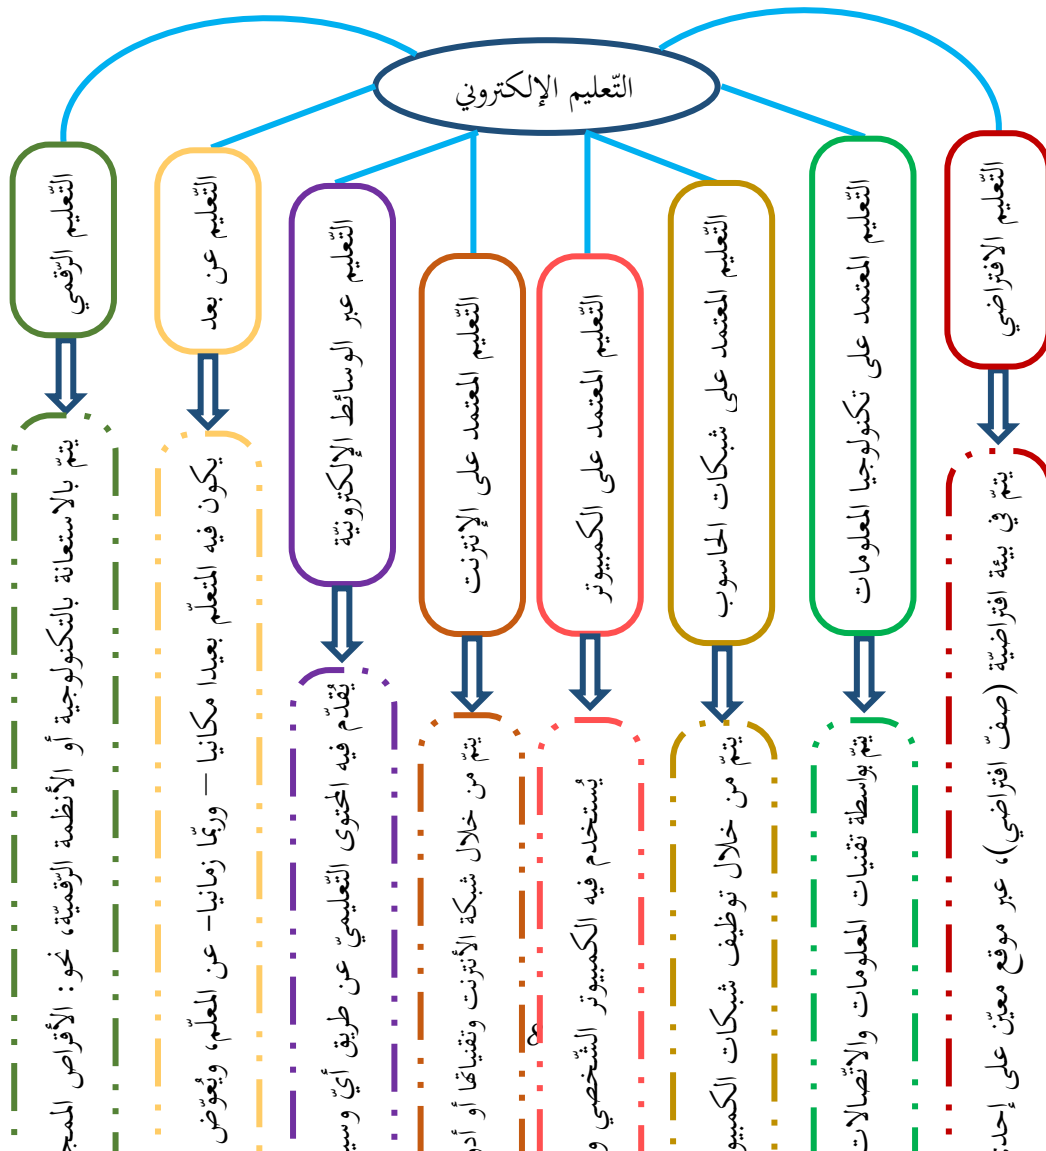 التّعليم الإلكتروني
التّعليم الافتراضي
التّعليم المعتمد على تكنولوجيا المعلومات
التّعليم المعتمد على شبكات الحاسوب
التّعليم المعتمد على الكمبيوتر
التّعليم المعتمد على الإنترنت
التّعليم عبر الوسائط الإلكترونيّة
التّعليم عن بعد
التّعليم الرّقمي
يتمّ في بيئة افتراضيّة (صفّ افتراضي)، عبر موقع معيّن على
يتمّ بواسطة تقنيات المعلومات والاتّصالات
يتمّ من خلال توظيف شبكات
يُستخدم فيه الكمبيوتر الشّخصي و
يتمّ من خلال شبكة الأنترنت وتقنياتها أو
يُقدّم فيه المحتوى التّعليميّ عن طريق أيّ
يكون فيه المتعلّم بعيدا مكانيا – وربّما زمانيا- عن المعلّم، ويُعوّض
يتمّ بالاستعانة بالتكنولوجية أو الأنظمة الرّقميّة، نحو: الأقراص